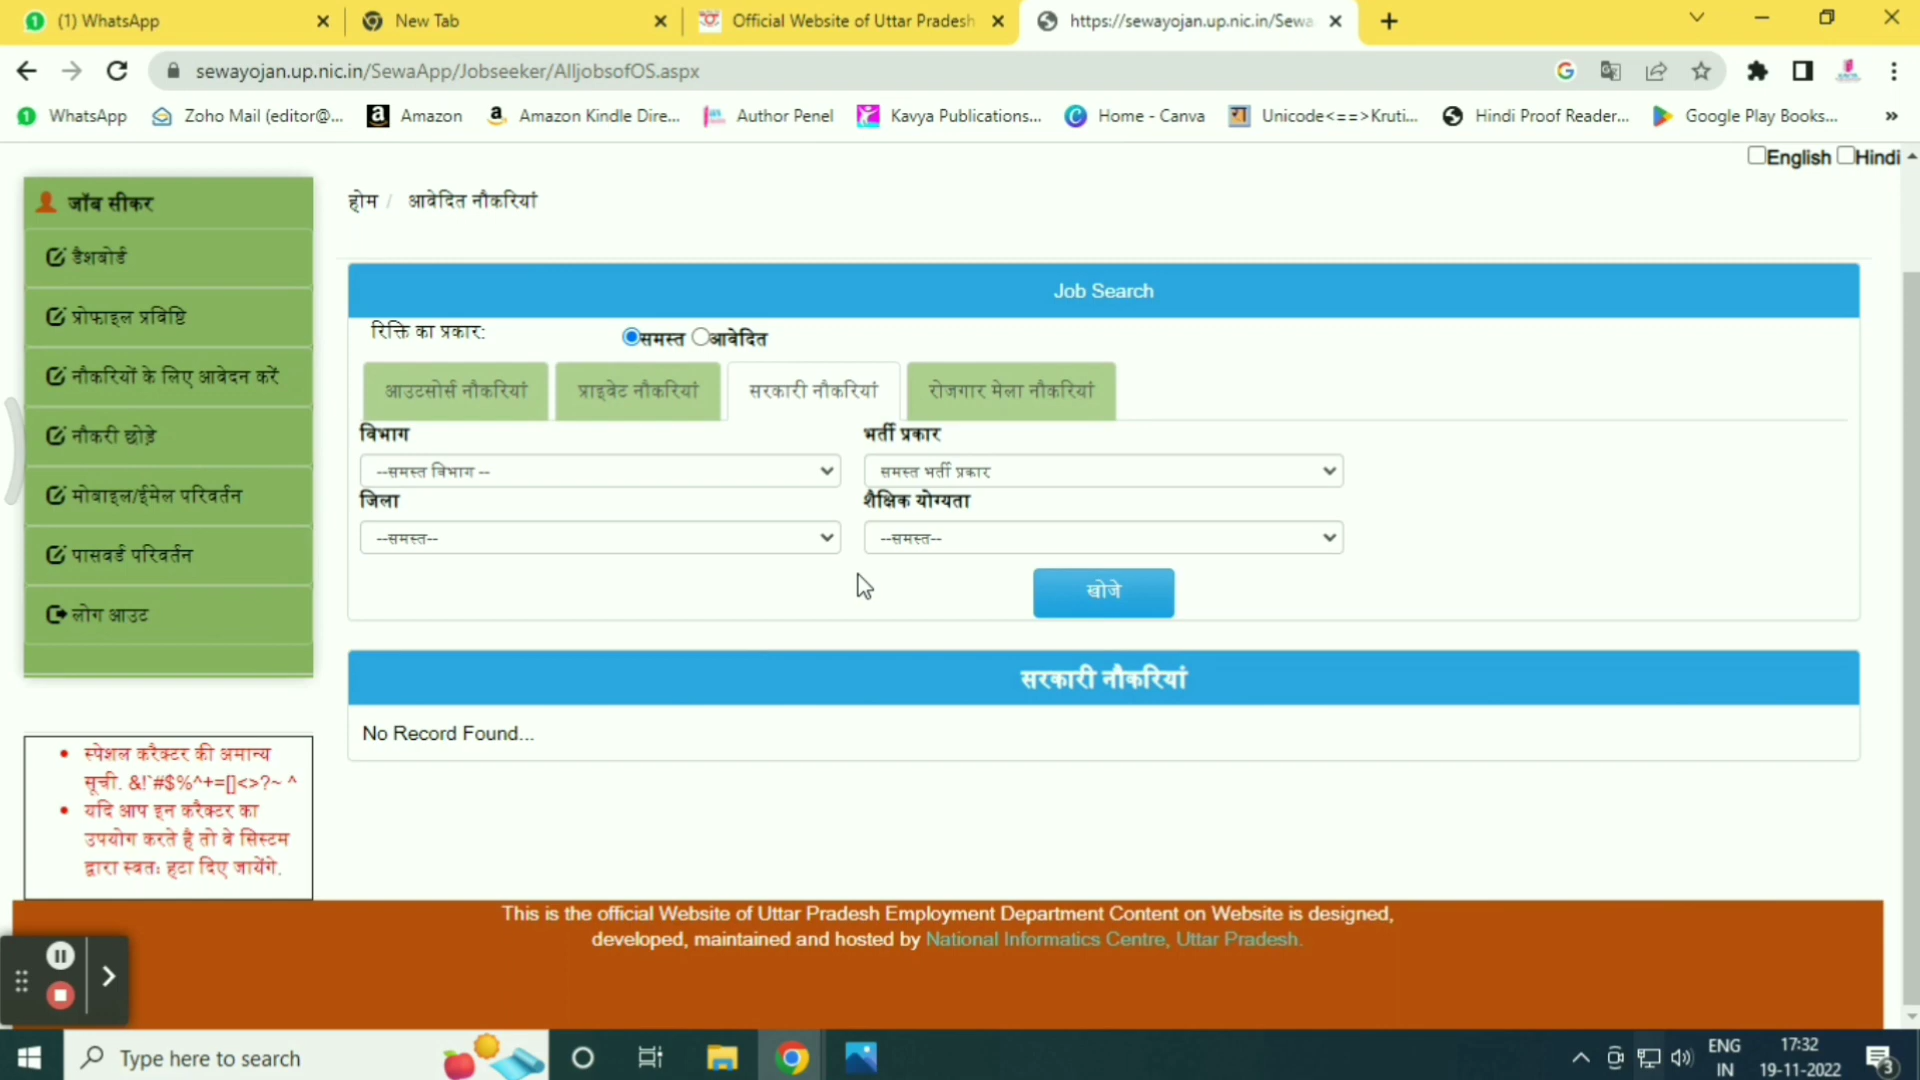 (1) WhatsApp
New Tab
Official Website of Uttar Pradesh
https://sewayojan.up.nic.in/Sewa
sewayojan.up.nic.in/SewaApp/Jobseeker/AlljobsofOS.aspx
WhatsApp
Zoho Mail (editor@...
Amazon
Amazon Kindle Dire...
Author Penel
Kavya Publications...
Home - Canva
Unicode<==>Kruti...
Hindi Proof Reader...
Google Play Books...
English Hindi
जॉब सीकर
डैशबोर्ड
प्रोफाइल प्रविष्टि
नौकरियों के लिए आवेदन करें
नौकरी छोड़े
मोबाइल/ईमेल परिवर्तन
पासवर्ड परिवर्तन
लोग आउट
होम / आवेदित नौकरियां
Job Search
रिक्ति का प्रकार:
समस्त आवेदित
आउटसोर्स नौकरियां
प्राइवेट नौकरियां
सरकारी नौकरियां
रोजगार मेला नौकरियां
विभाग
भर्ती प्रकार
--समस्त विभाग --
समस्त भर्ती प्रकार
जिला
शैक्षिक योग्यता
--समस्त--
--समस्त--
खोजे
सरकारी नौकरियां
No Record Found...
स्पेशल करैक्टर की अमान्य
सूची. &!`#$%^+=[]<>?~ ^
यदि आप इन करैक्टर का
उपयोग करते है तो वे सिस्टम
द्वारा स्वतः हटा दिए जायेंगे.
This is the official Website of Uttar Pradesh Employment Department Content on Website is designed,
developed, maintained and hosted by National Informatics Centre, Uttar Pradesh.
Type here to search
ENG
IN
17:32
19-11-2022
3